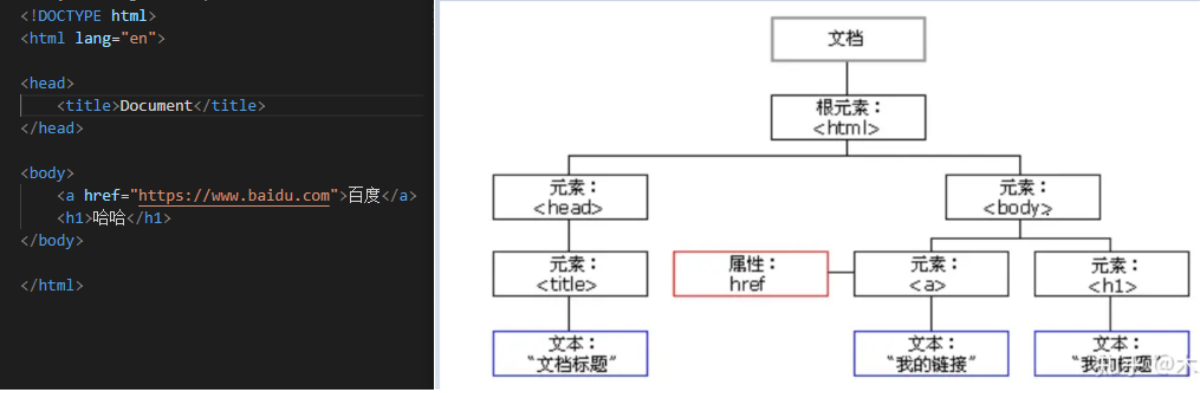 <!DOCTYPE html>
<html lang="en">
<head>
<title>Document</title>
</head>
<body>
<a href="https://www.baidu.com">百度</a>
<h1>哈哈</h1>
</body>
</html>
文档
根元素：
<html>
元素：
<head>
元素：
<body>
元素：
<title>
属性：
href
元素：
<a>
元素：
<h1>
文本：
“文档标题”
文本：
“我的链接”
文本：
“我的标题”
@木